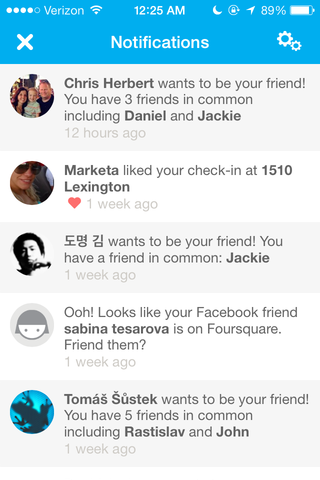 Verizon 12:25 AM 89%
Notifications
Chris Herbert wants to be your friend!
You have 3 friends in common
including Daniel and Jackie
12 hours ago
Marketa liked your check-in at 1510
Lexington
1 week ago
도명 김 wants to be your friend! You
have a friend in common: Jackie
1 week ago
Ooh! Looks like your Facebook friend
sabina tesarova is on Foursquare.
Friend them?
1 week ago
Tomáš Šůstek wants to be your friend!
You have 5 friends in common
including Rastislav and John
1 week ago